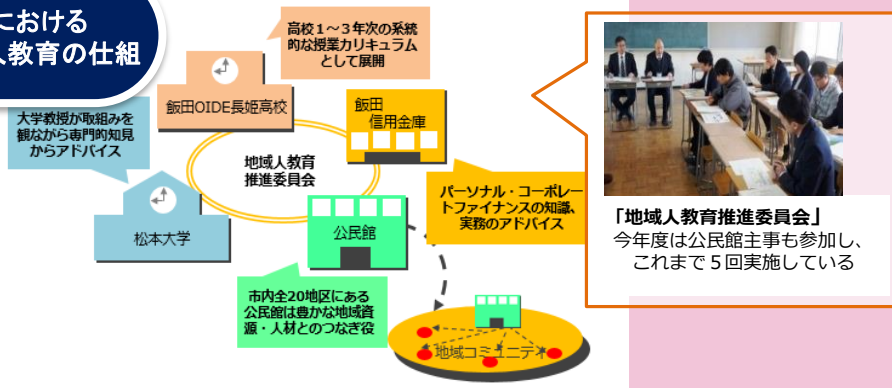 における
人教育の仕組
高校１～３年次の系統
的な授業カリキュラム
として展開
飯田OIDE長姫高校
大学教授が取組みを
観ながら専門的知見
からアドバイス
飯田
信用金庫
地域人教育
推進委員会
パーソナル・コーポレー
トファイナンスの知識、
実務のアドバイス
松本大学
公民館
市内全20地区にある
公民館は豊かな地域資
源・人材とのつなぎ役
地域コミュニティ
「地域人教育推進委員会」
今年度は公民館主事も参加し、
これまで５回実施している